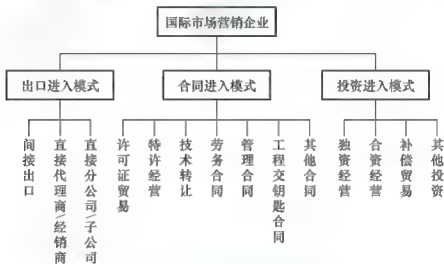 国际市场营销企业
出口进入模式
合同进入模式
投资进入模式
间接出口
直接代理商/经销商
直接分公司/子公司
许可证贸易
特许经营
技术转让
劳务合同
管理合同
工程交钥匙合同
其他合同
独资经营
合资经营
补偿贸易
其他投资